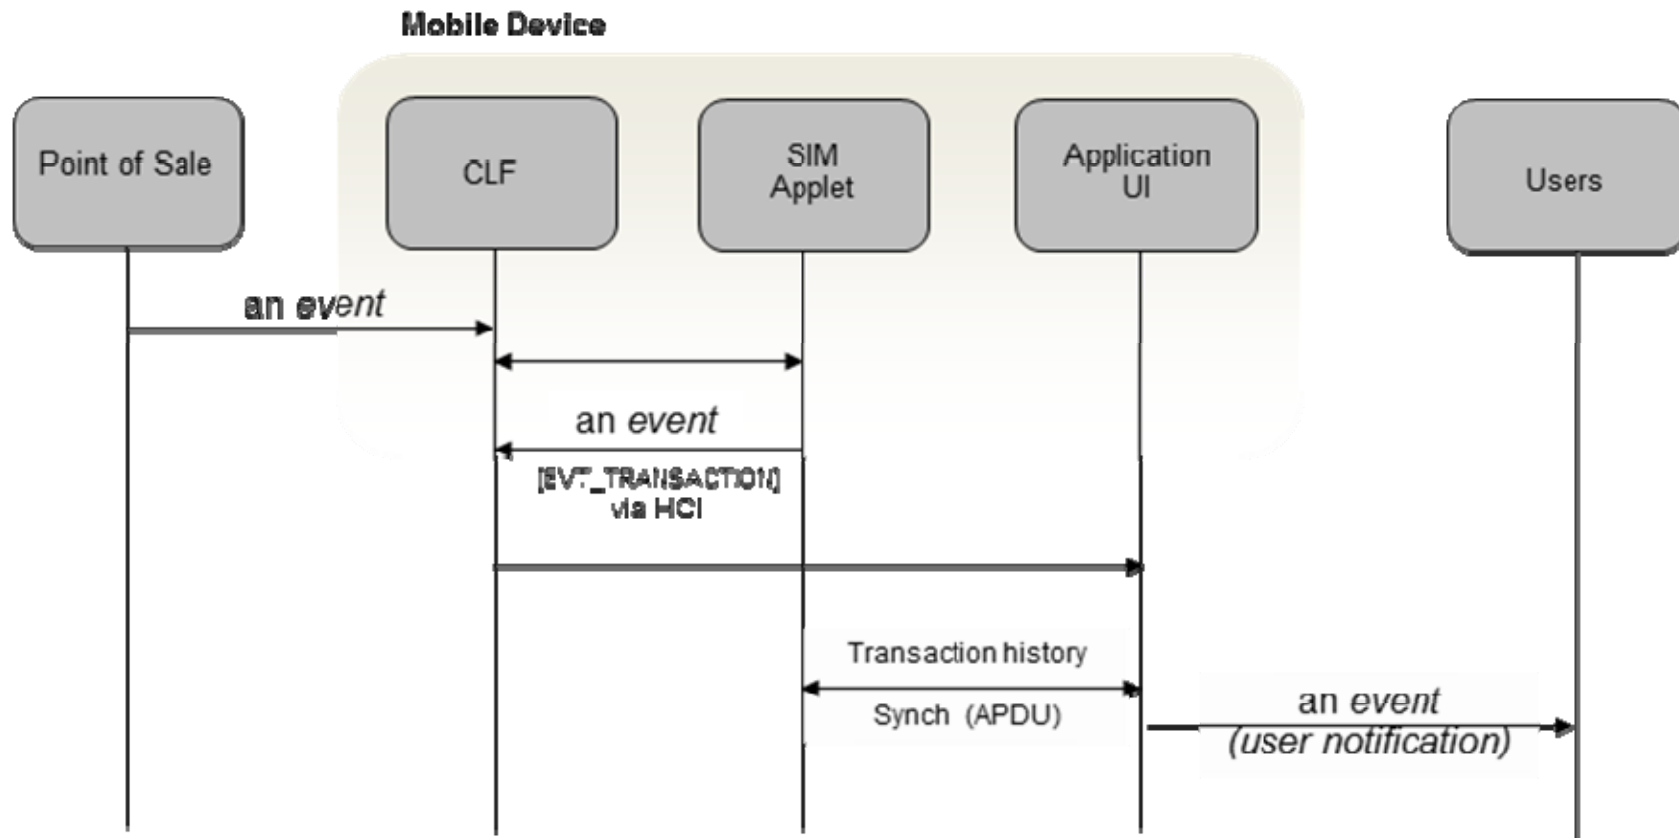 Mobile Device
Point of Sale
CLF
SIM
Applet
Application
UI
Users
an event
an event
[EVT_TRANSACTION]
via HCI
Transaction history
Synch (APDU)
an event
(user notification)